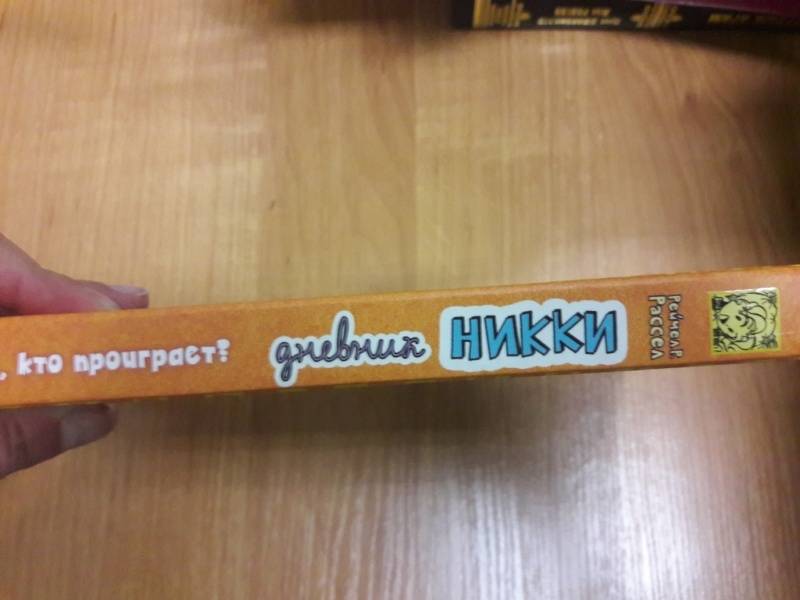 , кто проиграет?
дневник НИККИ
Рейчел Р.
Рассел